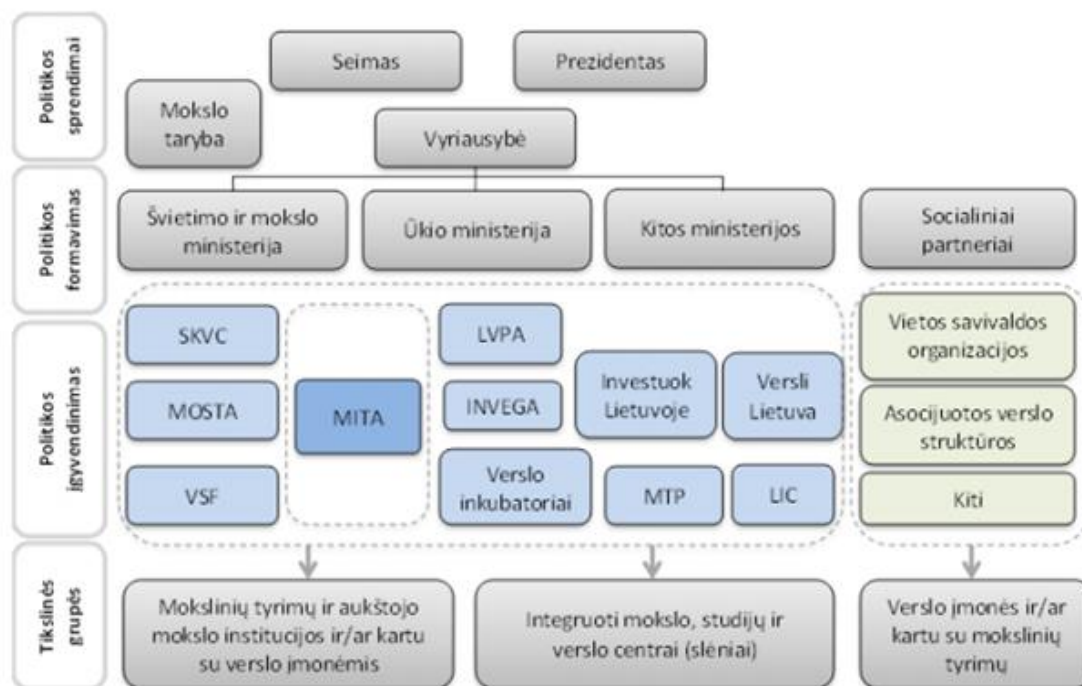 Politikos
sprendimai
Seimas
Prezidentas
Mokslo
taryba
Vyriausybė
Politikos
formavimas
Švietimo ir mokslo
ministerija
Ūkio ministerija
Kitos ministerijos
Socialiniai
partneriai
Politikos
įgyvendinimas
SKVC
MOSTA
VSF
MITA
LVPA
INVEGA
Verslo
inkubatoriai
Investuok
Lietuvoje
Versli
Lietuva
MTP
LIC
Vietos savivaldos
organizacijos
Asocijuotos verslo
struktūros
Kiti
Tikslinės
grupės
Mokslinių tyrimų ir aukštojo
mokslo institucijos ir/ar kartu
su verslo įmonėmis
Integruoti mokslo, studijų ir
verslo centrai (slėniai)
Verslo įmonės ir/ar
kartu su mokslinių
tyrimų